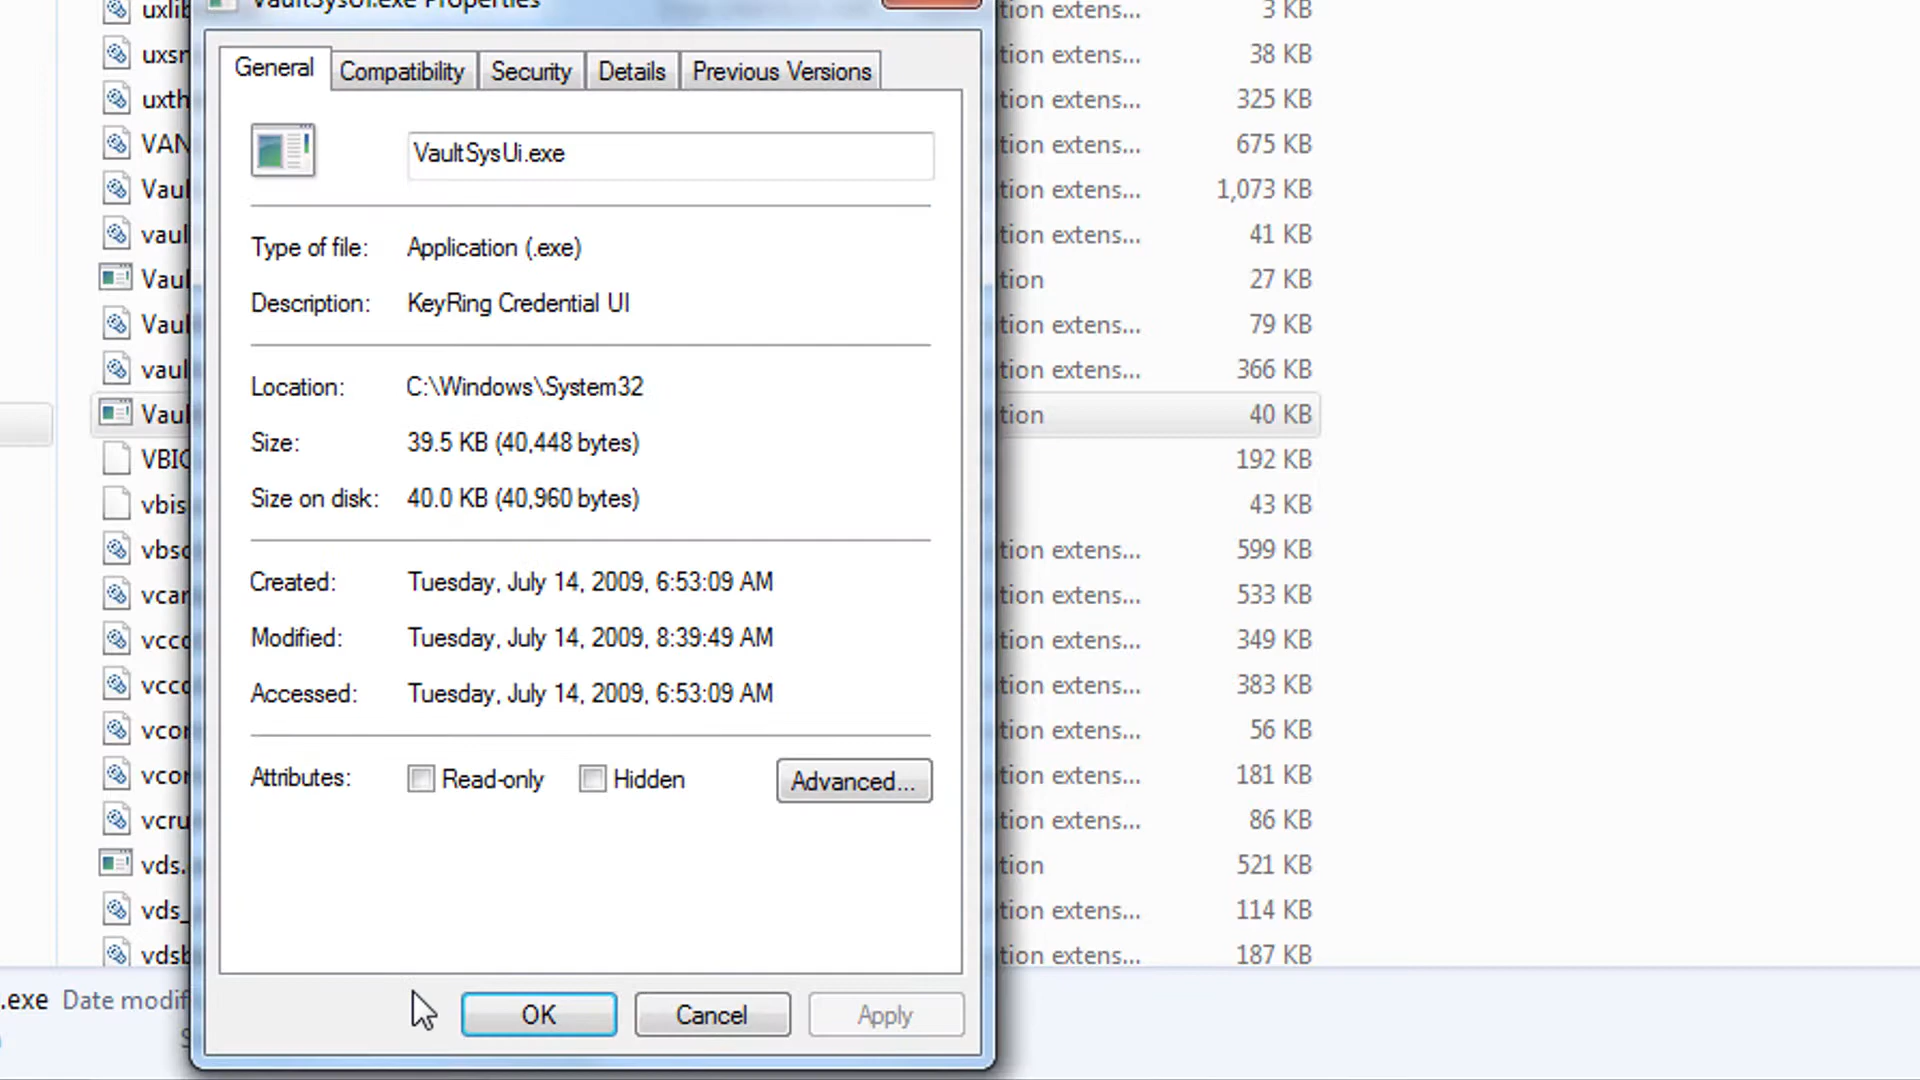 VaultSysUi.exe Properties
General Compatibility Security Details Previous Versions
VaultSysUi.exe
Type of file: Application (.exe)
Description: KeyRing Credential UI
Location: C:\Windows\System32
Size: 39.5 KB (40,448 bytes)
Size on disk: 40.0 KB (40,960 bytes)
Created: Tuesday, July 14, 2009, 6:53:09 AM
Modified: Tuesday, July 14, 2009, 8:39:49 AM
Accessed: Tuesday, July 14, 2009, 6:53:09 AM
Attributes: Read-only Hidden Advanced...
OK Cancel Apply
uxlib tion extens... 3 KB
uxsm tion extens... 38 KB
uxth tion extens... 325 KB
VAN tion extens... 675 KB
Vaul tion extens... 1,073 KB
vaul tion extens... 41 KB
Vaul tion 27 KB
Vaul tion extens... 79 KB
vaul tion extens... 366 KB
Vaul tion 40 KB
VBIC 192 KB
vbis 43 KB
vbsc tion extens... 599 KB
vcar tion extens... 533 KB
vccc tion extens... 349 KB
vccc tion extens... 383 KB
vcor tion extens... 56 KB
vcor tion extens... 181 KB
vcru tion extens... 86 KB
vds. tion 521 KB
vds_ tion extens... 114 KB
vdsb tion extens... 187 KB
.exe Date modif